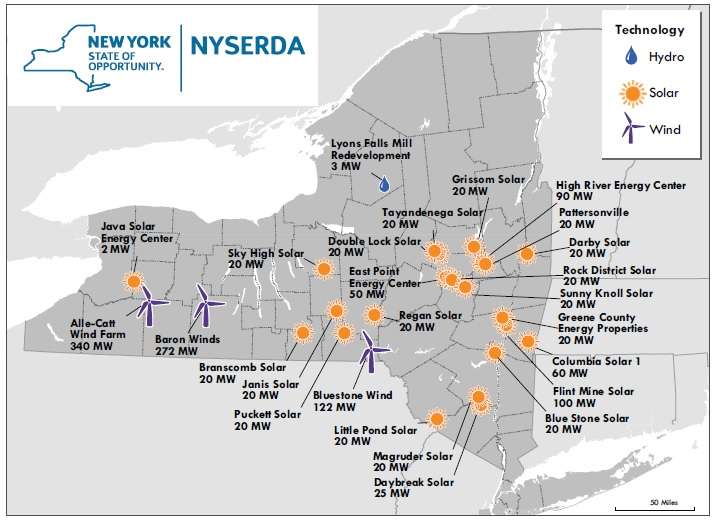 NEW YORK
STATE OF
OPPORTUNITY.
NYSERDA
Technology
Hydro
Solar
Wind
Lyons Falls Mill
Redevelopment
3 MW
Grissom Solar
20 MW
High River Energy Center
90 MW
Tayandenega Solar
20 MW
Pattersonville
20 MW
Java Solar
Energy Center
2 MW
Sky High Solar
20 MW
Double Lock Solar
20 MW
Darby Solar
20 MW
East Point
Energy Center
50 MW
Rock District Solar
20 MW
Sunny Knoll Solar
20 MW
Alle-Catt
Wind Farm
340 MW
Baron Winds
272 MW
Regan Solar
20 MW
Greene County
Energy Properties
20 MW
Branscomb Solar
20 MW
Columbia Solar 1
60 MW
Janis Solar
20 MW
Bluestone Wind
122 MW
Flint Mine Solar
100 MW
Puckett Solar
20 MW
Blue Stone Solar
20 MW
Little Pond Solar
20 MW
Magruder Solar
20 MW
Daybreak Solar
25 MW
50 Miles